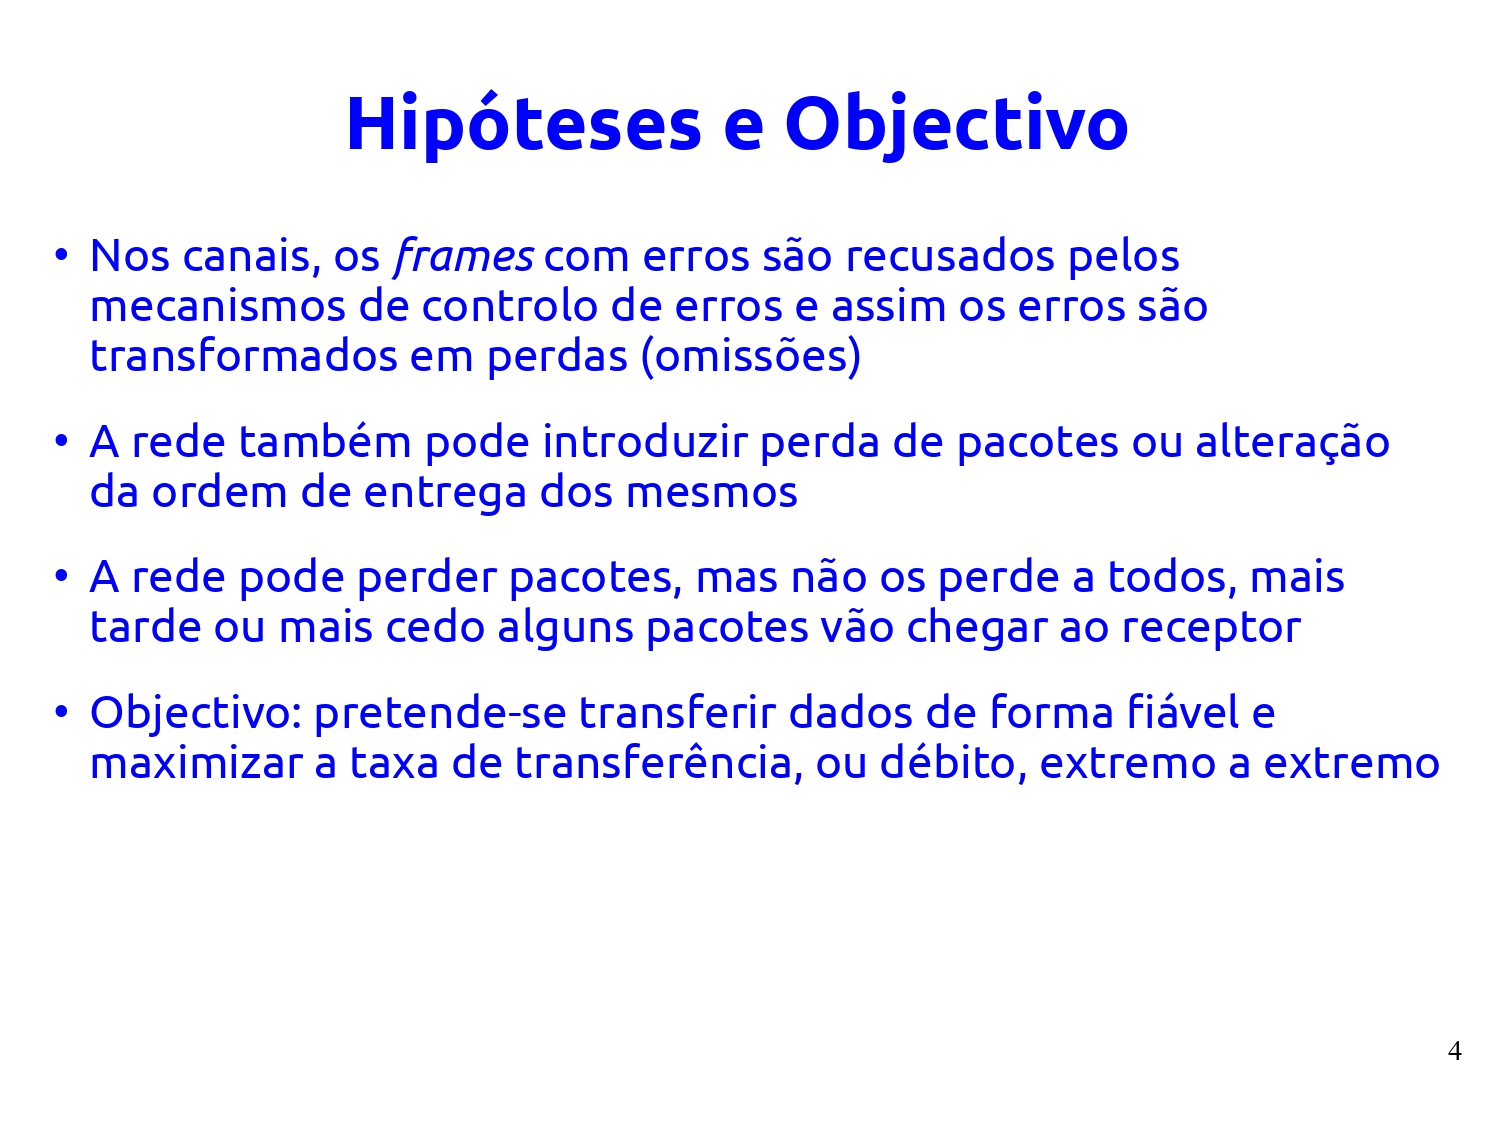 Hipóteses e Objectivo
• Nos canais, os frames com erros são recusados pelos
mecanismos de controlo de erros e assim os erros são
transformados em perdas (omissões)
• A rede também pode introduzir perda de pacotes ou alteração
da ordem de entrega dos mesmos
• A rede pode perder pacotes, mas não os perde a todos, mais
tarde ou mais cedo alguns pacotes vão chegar ao receptor
• Objectivo: pretende-se transferir dados de forma fiável e
maximizar a taxa de transferência, ou débito, extremo a extremo
4